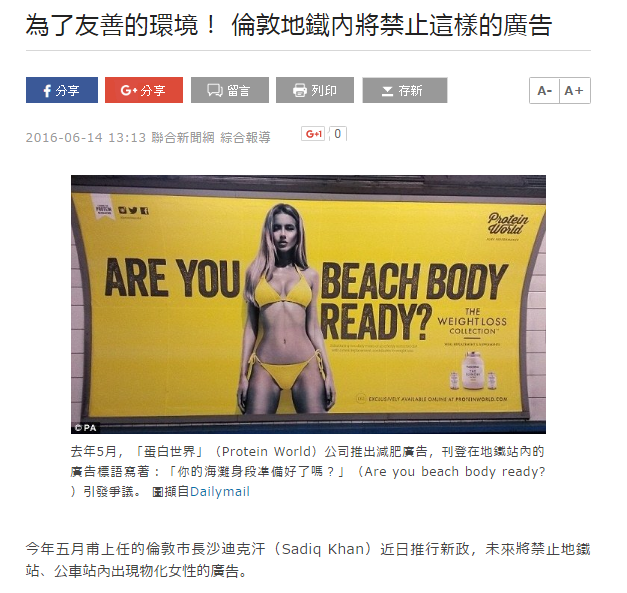 為了友善的環境！ 倫敦地鐵內將禁止這樣的廣告
分享
G+ 分享
留言
列印
存新
A- A+
2016-06-14 13:13 聯合新聞網 綜合報導
G+1 0
Protein World
ARE YOU BEACH BODY
READY?
THE
WEIGHT LOSS
COLLECTION
EXCLUSIVELY AVAILABLE ONLINE AT PROTEINWORLD.COM
© PA
去年5月，「蛋白世界」（Protein World）公司推出減肥廣告，刊登在地鐵站內的
廣告標語寫著：「你的海灘身段準備好了嗎？」（Are you beach body ready?
）引發爭議。 圖擷自Dailymail
今年五月甫上任的倫敦市長沙迪克汗（Sadiq Khan）近日推行新政，未來將禁止地鐵
站、公車站內出現物化女性的廣告。